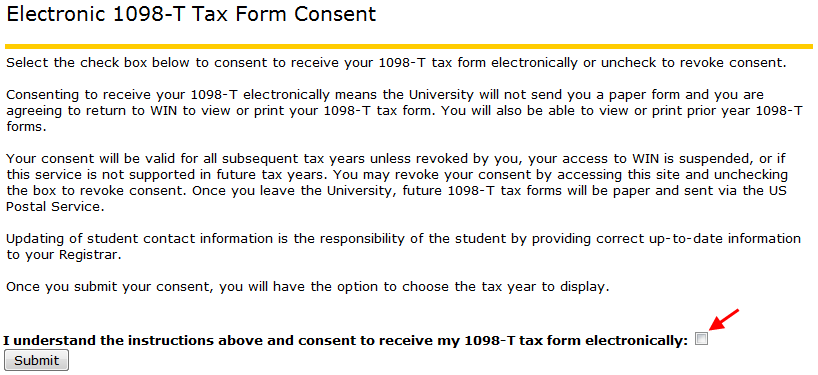 Electronic 1098-T Tax Form Consent
Select the check box below to consent to receive your 1098-T tax form electronically or uncheck to revoke consent.
Consenting to receive your 1098-T electronically means the University will not send you a paper form and you are
agreeing to return to WIN to view or print your 1098-T tax form. You will also be able to view or print prior year 1098-T
forms.
Your consent will be valid for all subsequent tax years unless revoked by you, your access to WIN is suspended, or if
this service is not supported in future tax years. You may revoke your consent by accessing this site and unchecking
the box to revoke consent. Once you leave the University, future 1098-T tax forms will be paper and sent via the US
Postal Service.
Updating of student contact information is the responsibility of the student by providing correct up-to-date information
to your Registrar.
Once you submit your consent, you will have the option to choose the tax year to display.
I understand the instructions above and consent to receive my 1098-T tax form electronically:
Submit